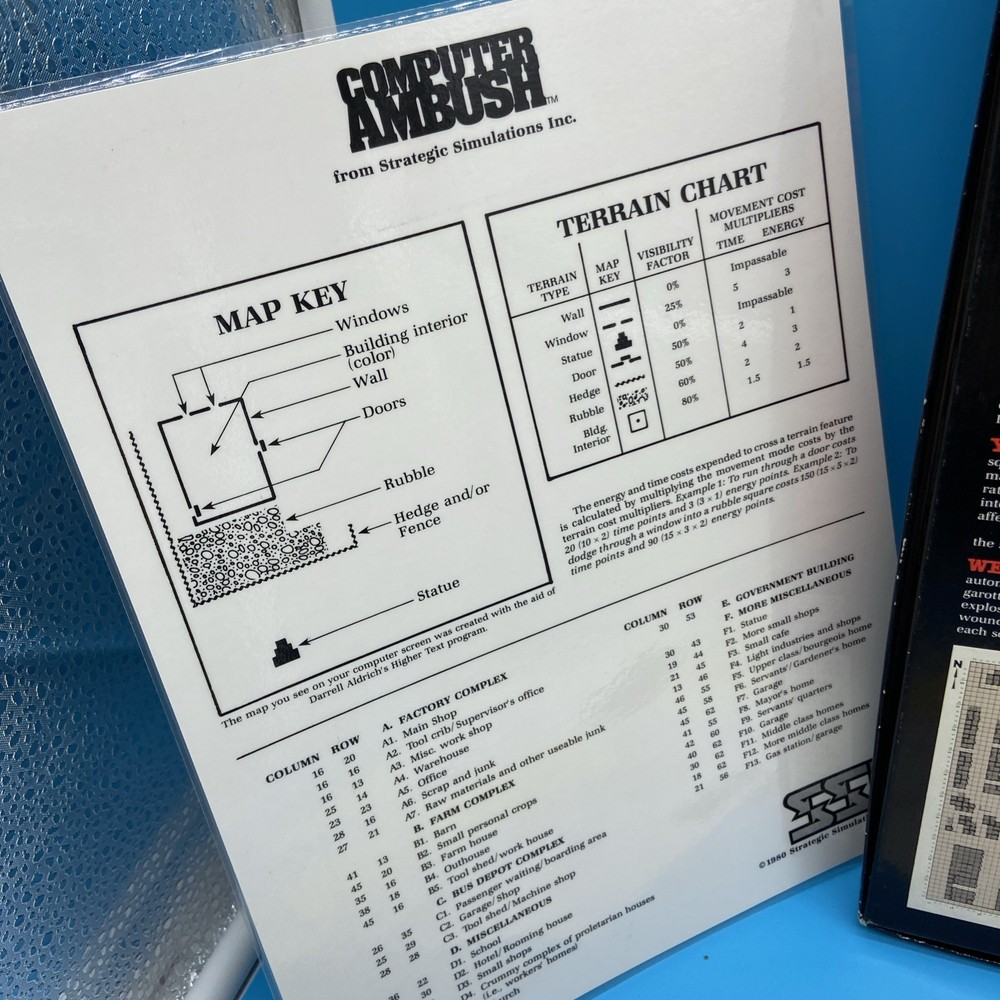 COMPUTER
AMBUSH™
from Strategic Simulations Inc.
MAP KEY
Windows
Building interior
(color)
Wall
Doors
Rubble
Hedge and/or
Fence
Statue
The map you see on your computer screen was created with the aid of
Darrell Aldrich's Higher Text program.
TERRAIN CHART
TERRAIN TYPE MAP KEY VISIBILITY FACTOR MOVEMENT COST MULTIPLIERS TIME ENERGY
Wall 0% Impassable
Window 25% 5 3
Statue 0% Impassable
Door 50% 2 1
Hedge 50% 4 3
Rubble 60% 2 2
Bldg. Interior 80% 1.5 1.5
The energy and time costs expended to cross a terrain feature
is calculated by multiplying the movement mode costs by the
terrain cost multipliers. Example 1: To run through a door costs
20 (10 × 2) time points and 3 (3 × 1) energy points. Example 2: To
dodge through a window into a rubble square costs 150 (15 × 5 × 2)
time points and 90 (15 × 3 × 2) energy points.
COLUMN ROW
A. FACTORY COMPLEX
16 20 A1. Main Shop
16 16 A2. Tool crib/Supervisor's office
16 13 A3. Misc. work shop
25 14 A4. Warehouse
23 23 A5. Office
28 16 A6. Scrap and junk
27 21 A7. Raw materials and other useable junk
B. FARM COMPLEX
41 13 B1. Barn
45 20 B2. Small personal crops
35 16 B3. Farm house
38 18 B4. Outhouse
45 16 B5. Tool shed/work house
C. BUS DEPOT COMPLEX
26 35 C1. Passenger waiting/boarding area
25 29 C2. Garage/Shop
28 28 C3. Tool shed/Machine shop
D. MISCELLANEOUS
36 22 D1. School
30 D2. Hotel/Rooming house
D3. Small shops
D4. Crummy complex of proletarian houses
(i.e., workers' homes)
COLUMN ROW
30 53 E. GOVERNMENT BUILDING
F. MORE MISCELLANEOUS
30 43 F1. Statue
19 44 F2. More small shops
21 45 F3. Small cafe
13 46 F4. Light industries and shops
46 55 F5. Upper class/bourgeois home
45 58 F6. Servants'/Gardener's home
45 62 F7. Garage
41 55 F8. Mayor's home
42 60 F9. Servants' quarters
40 62 F10. Garage
30 62 F11. Middle class homes
18 62 F12. More middle class homes
21 56 F13. Gas station/garage
SSI
©1980 Strategic
WE
the
each
N